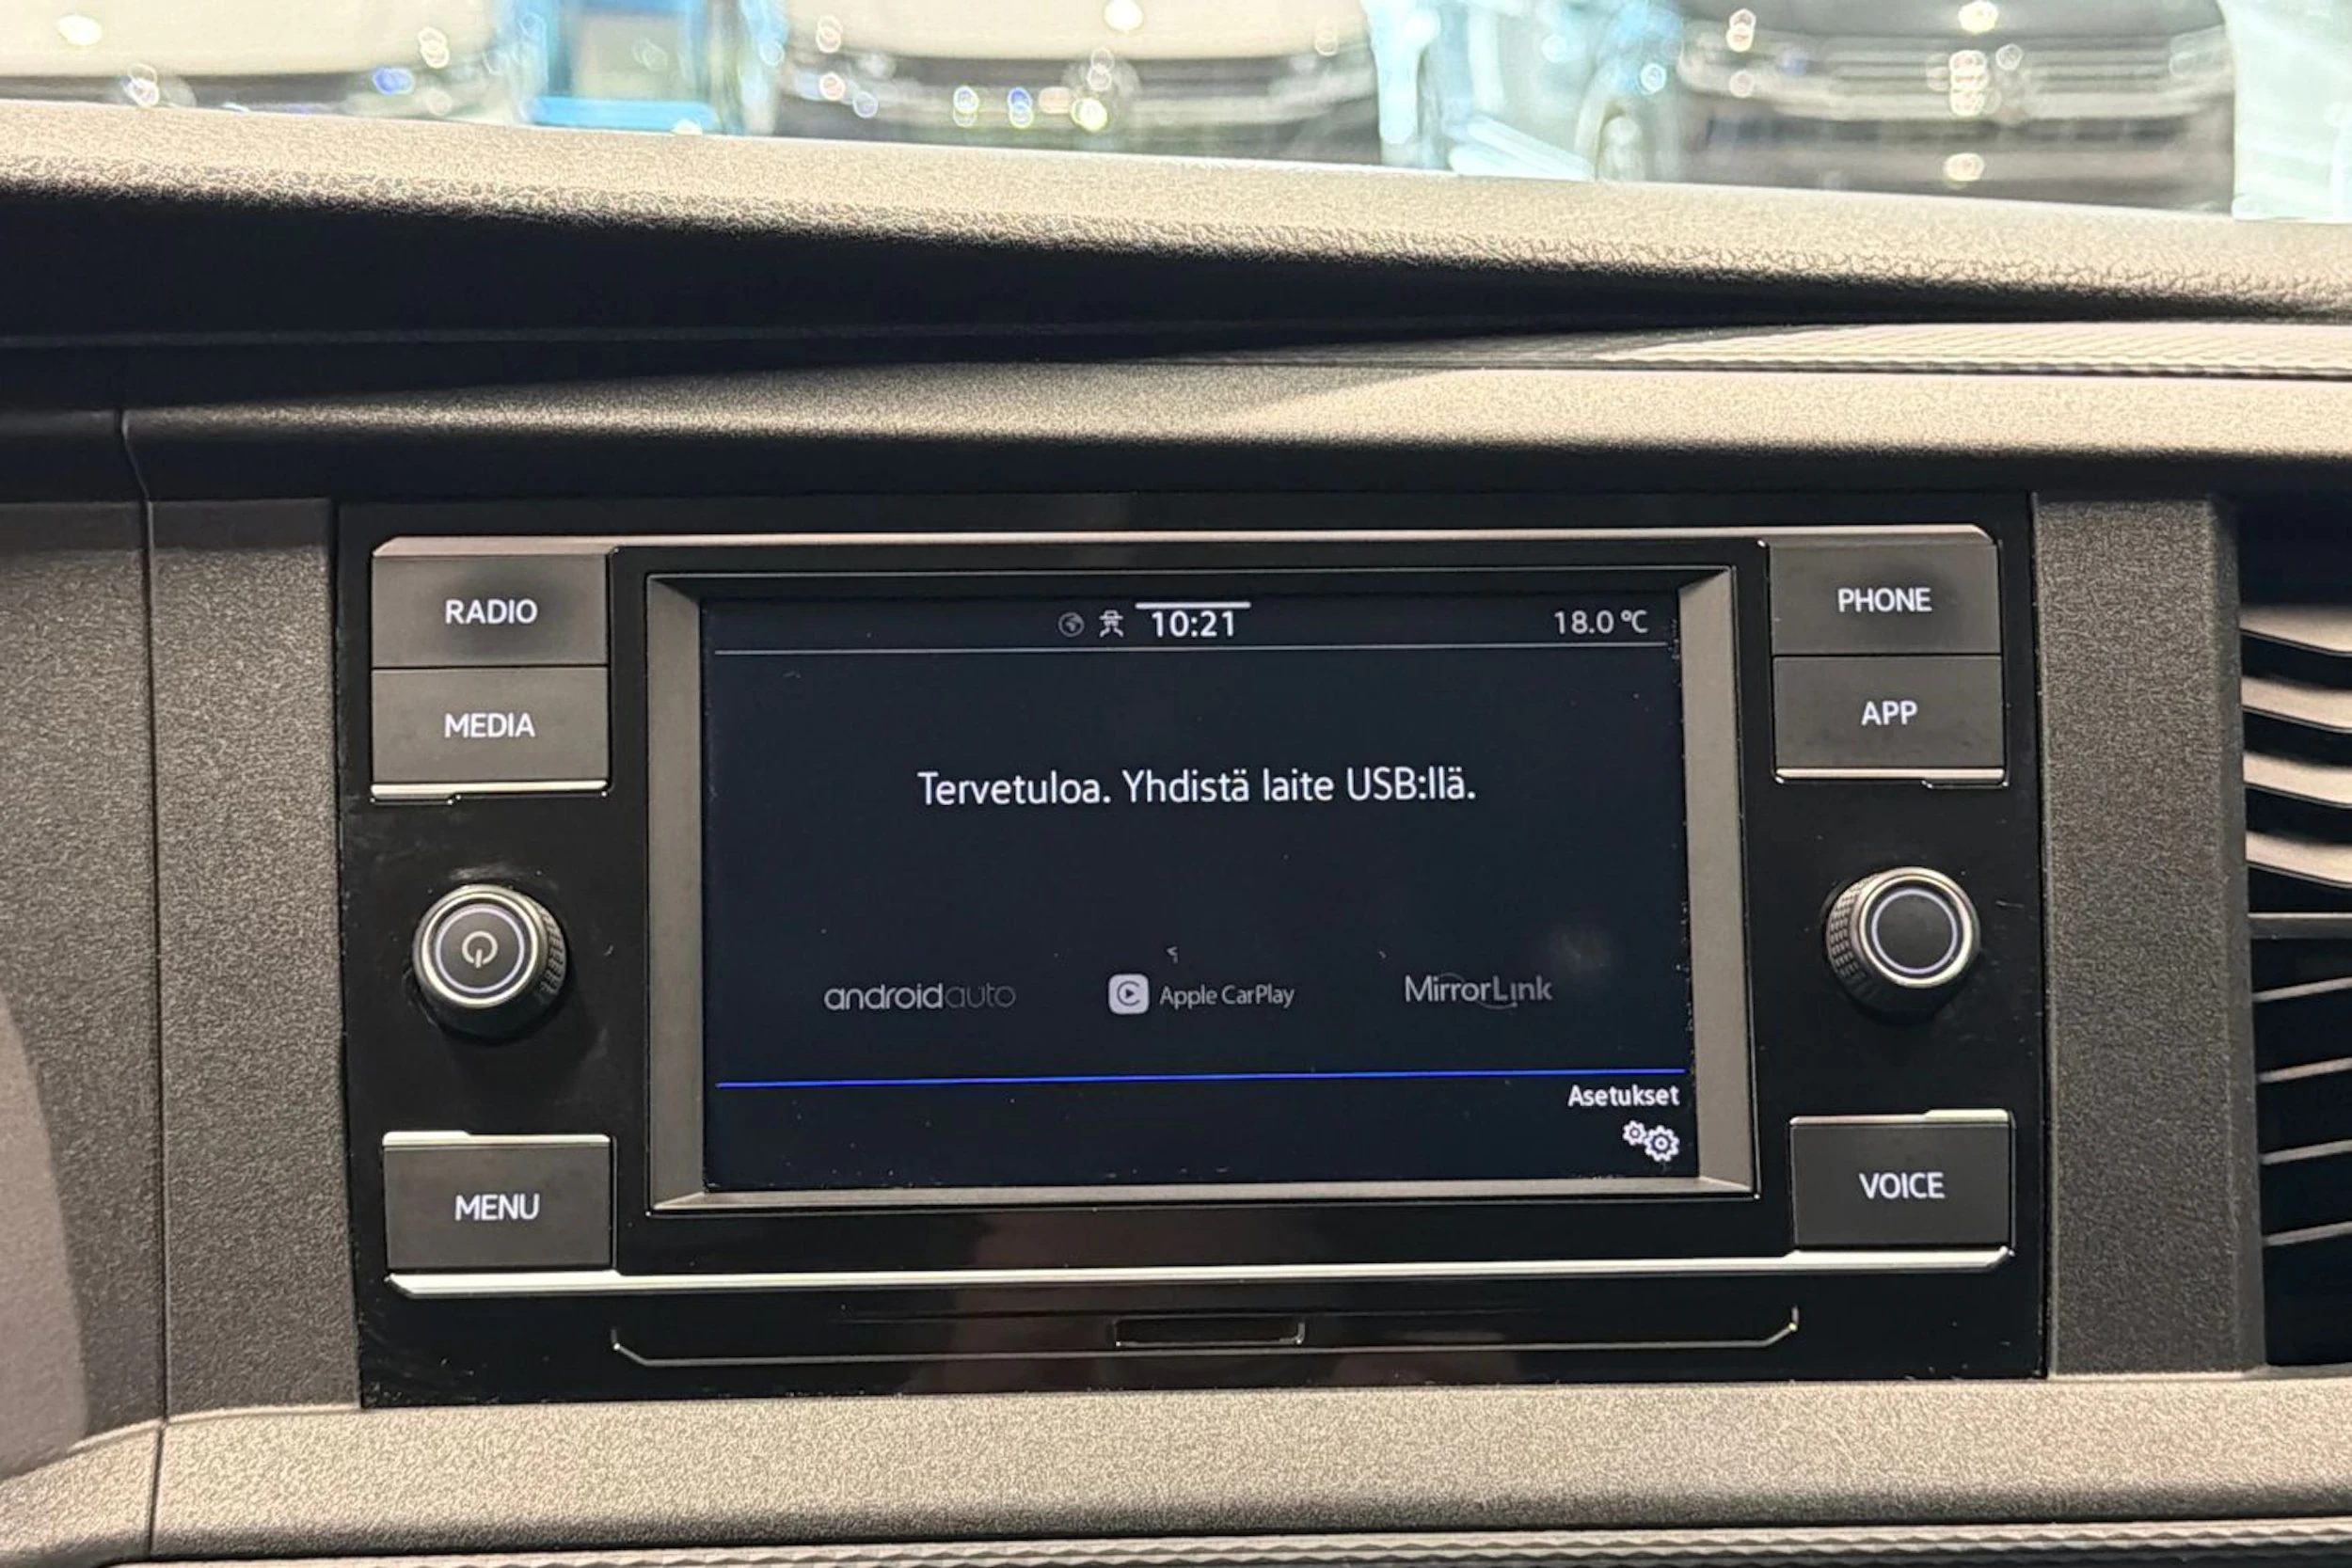 RADIO
MEDIA
MENU
10:21
18.0 °C
Tervetuloa. Yhdistä laite USB:llä.
androidauto
Apple CarPlay
MirrorLink
Asetukset
PHONE
APP
VOICE